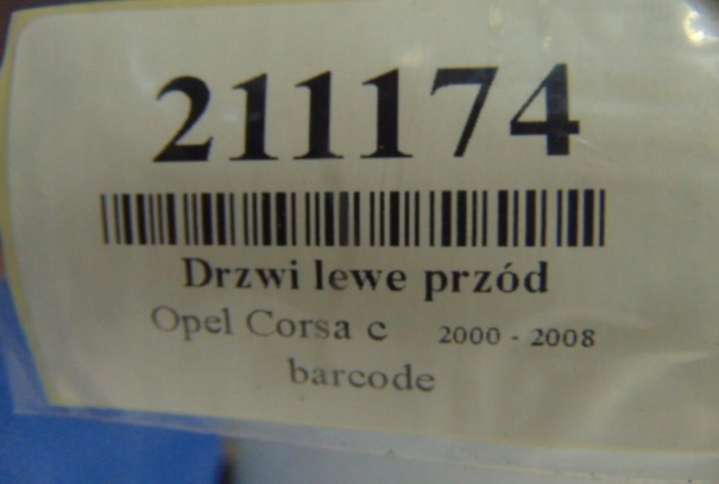 211174
Drzwi lewe przód
Opel Corsa c 2000 - 2008
barcode